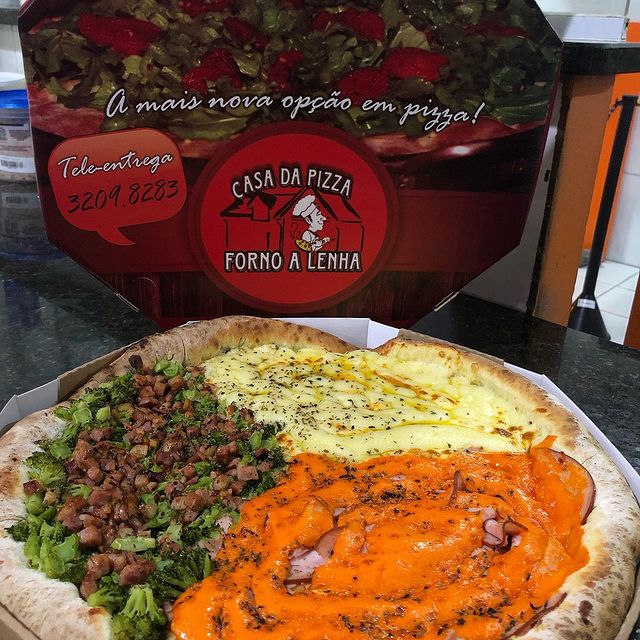 A mais nova opção em pizza!
Tele-entrega
3209.8283
CASA DA PIZZA
FORNO A LENHA